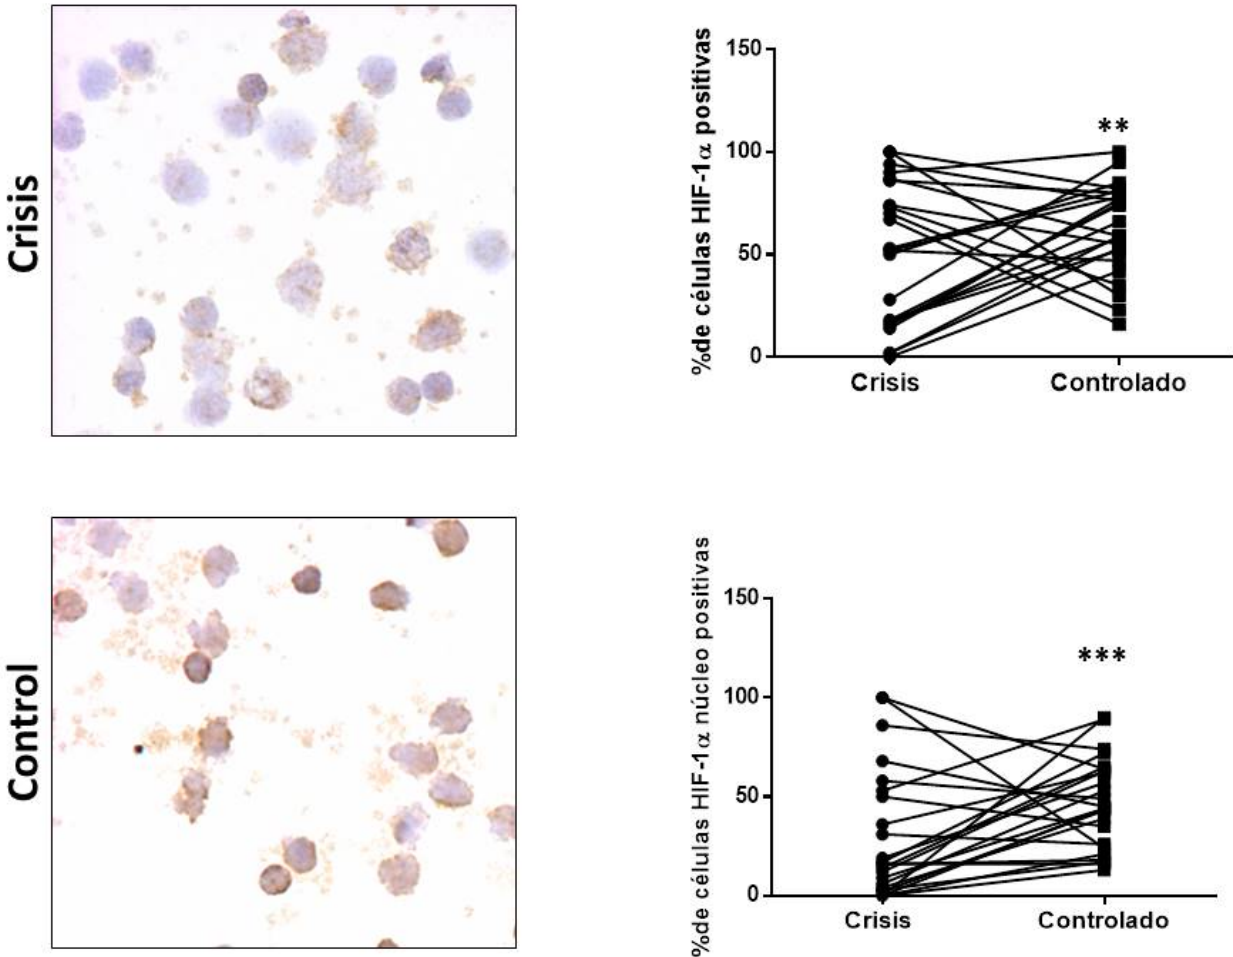 Crisis
%de células HIF-1α positivas
150
100
50
0
**
Crisis
Controlado
Control
%de células HIF-1α núcleo positivas
150
100
50
0
***
Crisis
Controlado